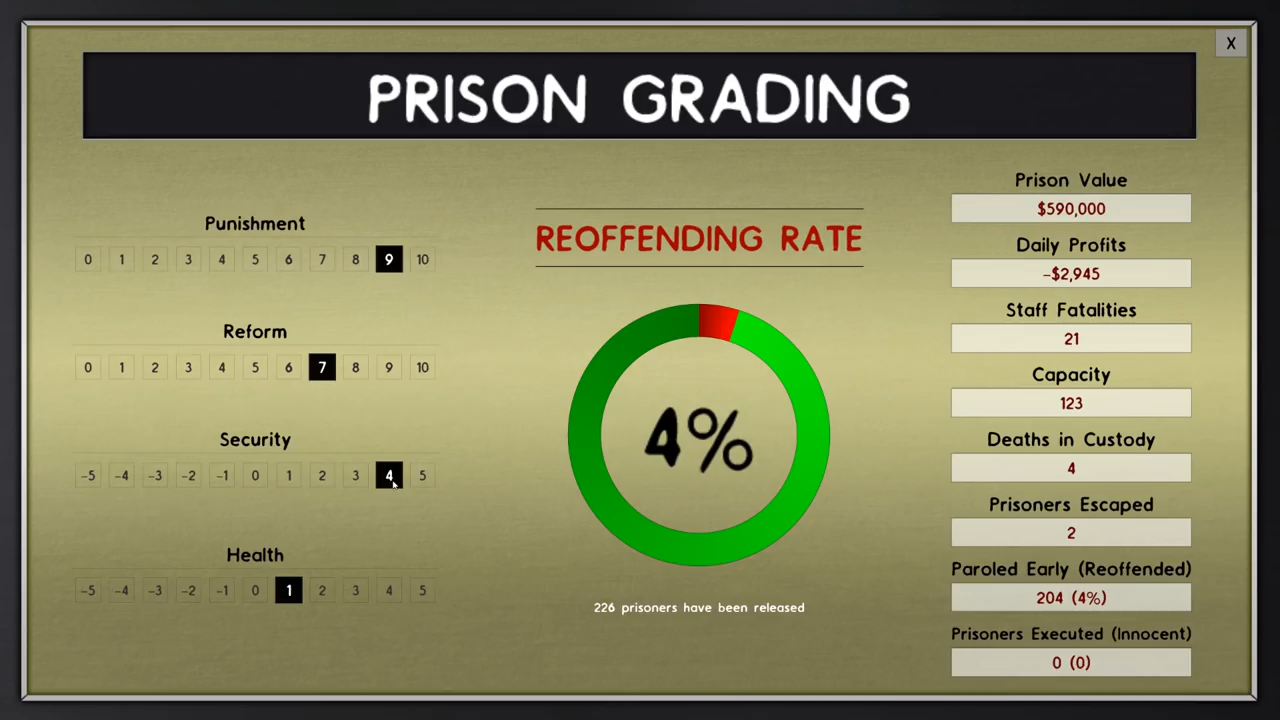 X
PRISON GRADING
Punishment
0 1 2 3 4 5 6 7 8 9 10
Reform
0 1 2 3 4 5 6 7 8 9 10
Security
-5 -4 -3 -2 -1 0 1 2 3 4 5
Health
-5 -4 -3 -2 -1 0 1 2 3 4 5
REOFFENDING RATE
4%
226 prisoners have been released
Prison Value
$590,000
Daily Profits
-$2,945
Staff Fatalities
21
Capacity
123
Deaths in Custody
4
Prisoners Escaped
2
Paroled Early (Reoffended)
204 (4%)
Prisoners Executed (Innocent)
0 (0)